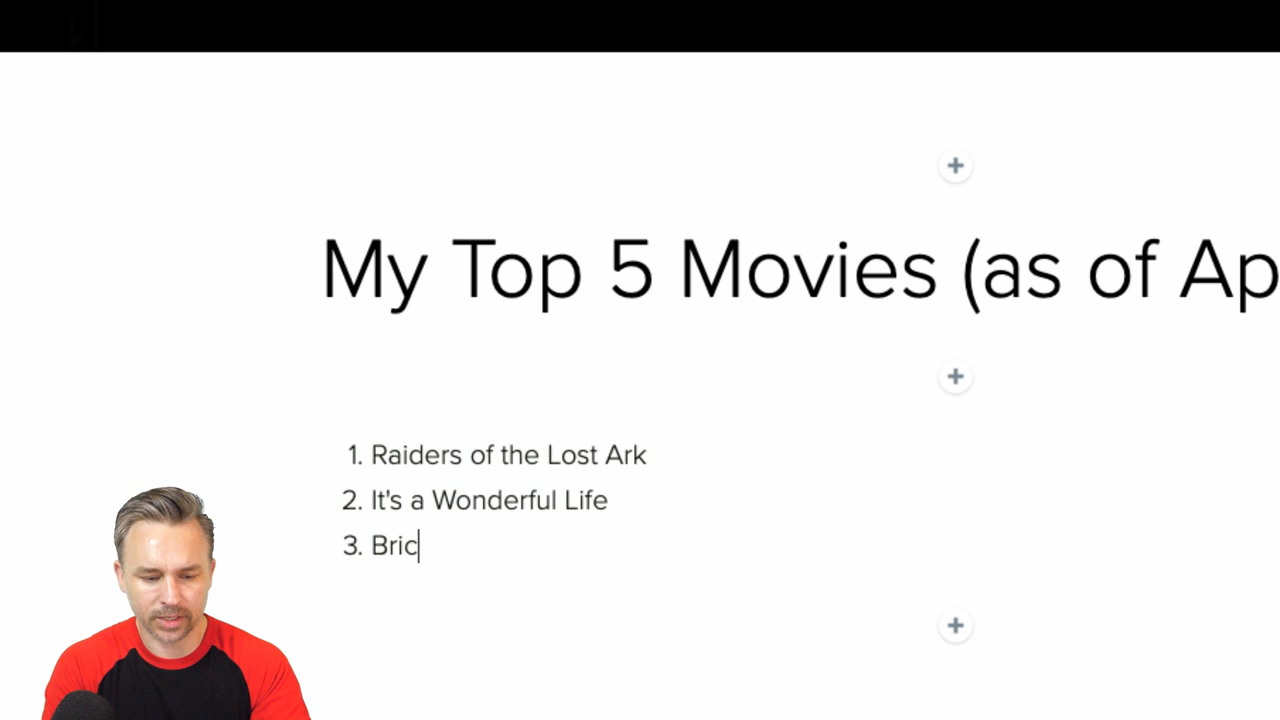 My Top 5 Movies (as of Ap
1. Raiders of the Lost Ark
2. It's a Wonderful Life
3. Bric